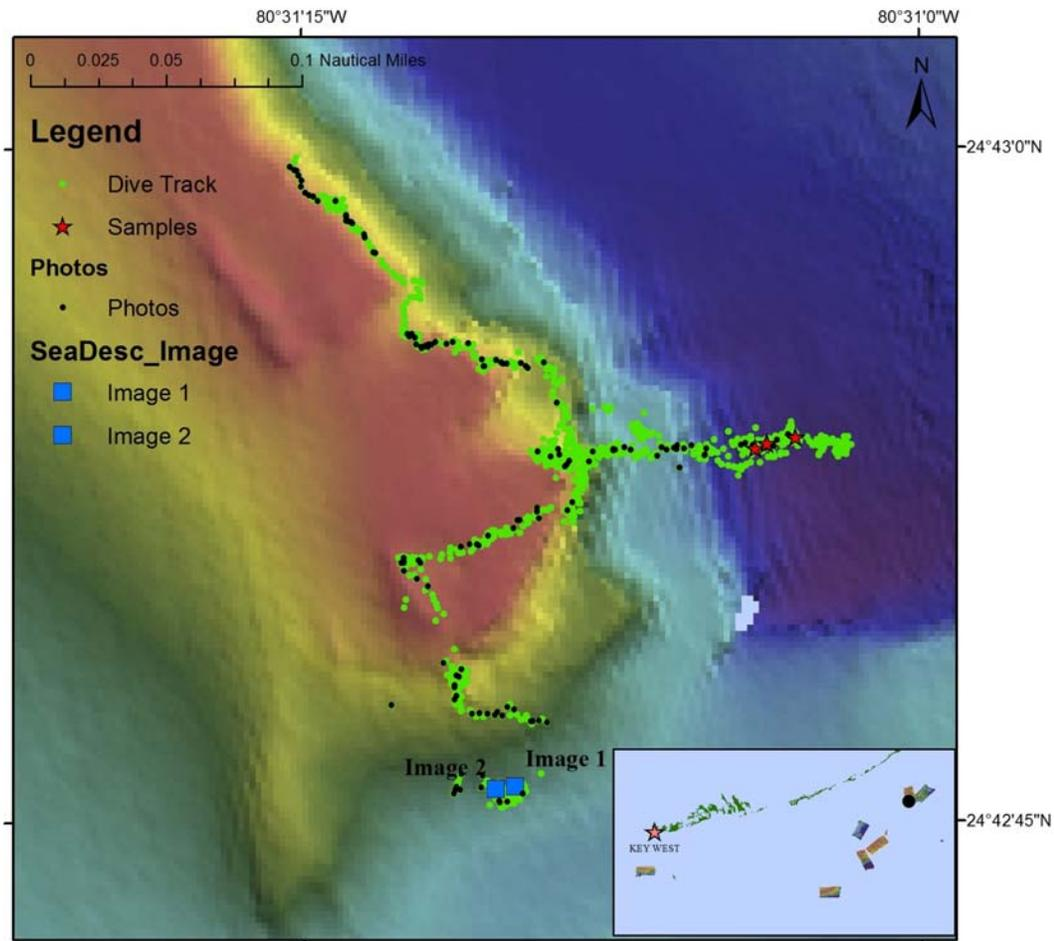 80°31'15"W
80°31'0"W
0 0.025 0.05 0.1 Nautical Miles
N
Legend
24°43'0"N
Dive Track
Samples
Photos
Photos
SeaDesc_Image
Image 1
Image 2
Image 2
Image 1
24°42'45"N
KEY WEST